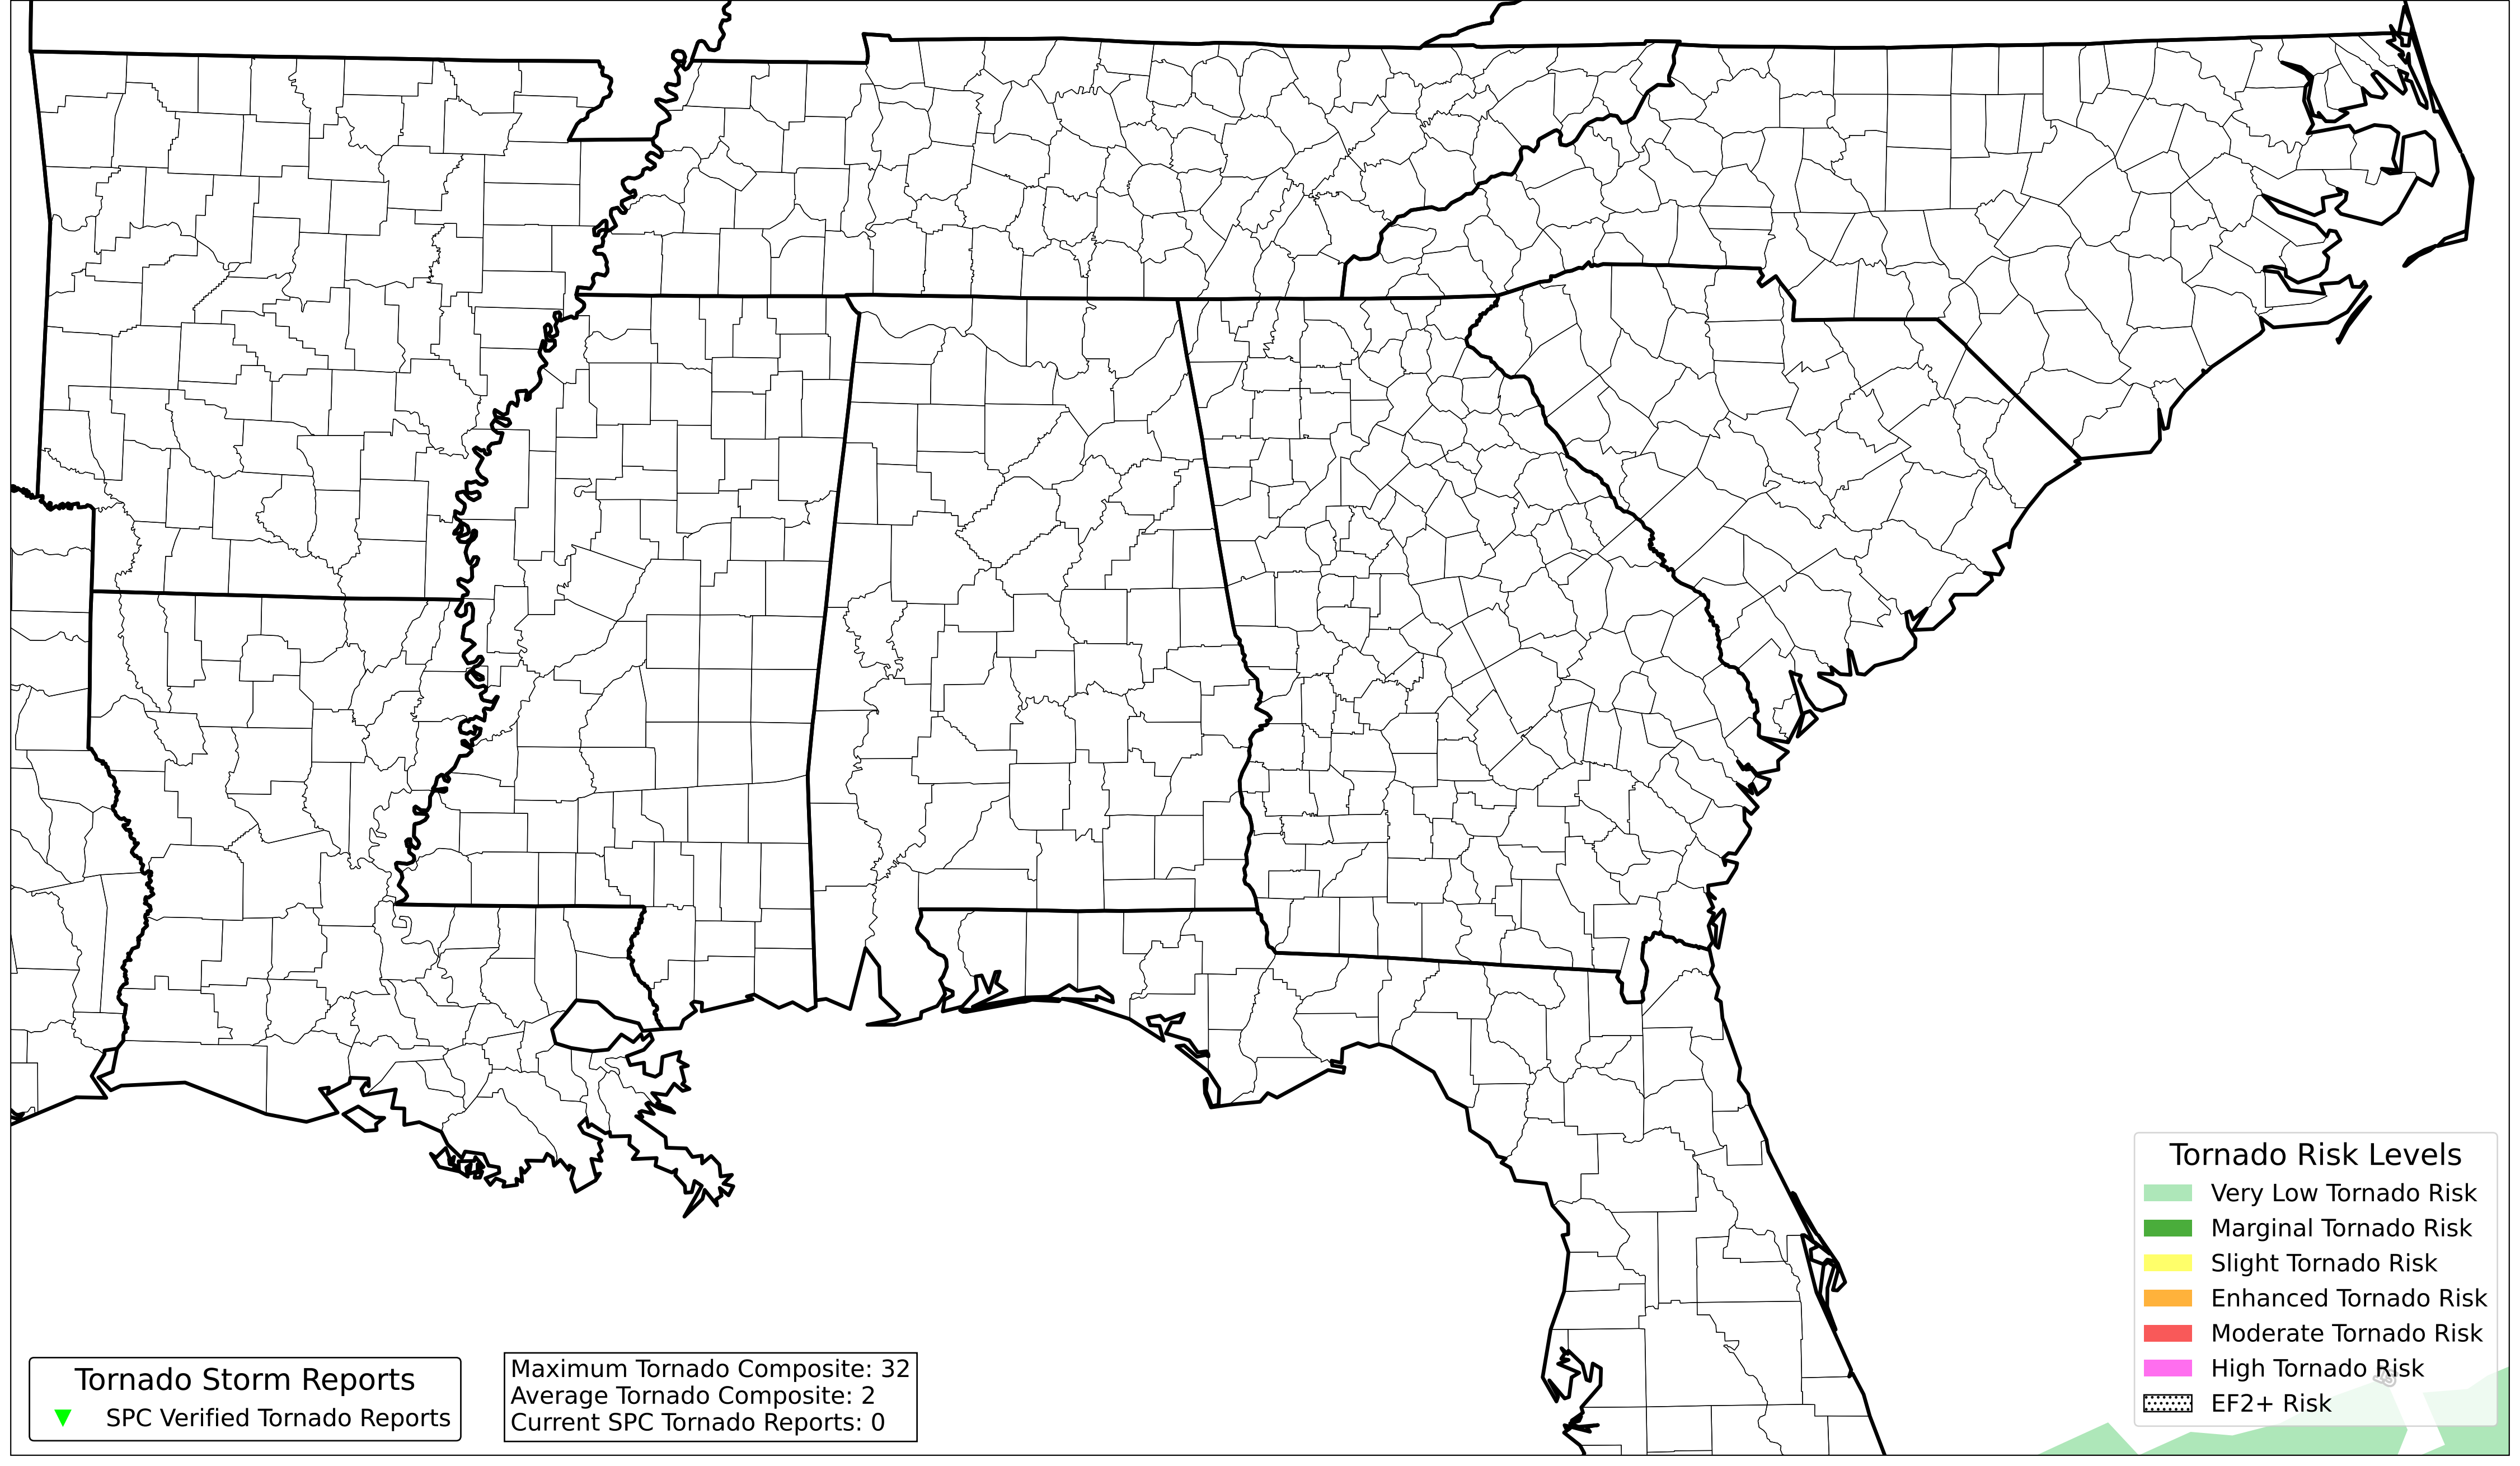 Tornado Risk Levels
Very Low Tornado Risk
Marginal Tornado Risk
Slight Tornado Risk
Enhanced Tornado Risk
Moderate Tornado Risk
High Tornado Risk
EF2+ Risk
Tornado Storm Reports
SPC Verified Tornado Reports
Maximum Tornado Composite: 32
Average Tornado Composite: 2
Current SPC Tornado Reports: 0